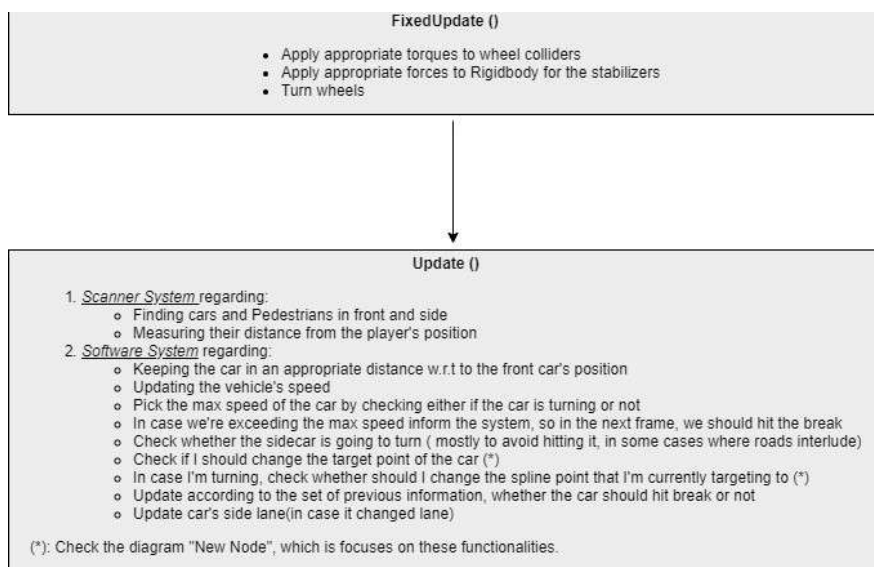 FixedUpdate ()
• Apply appropriate torques to wheel colliders
• Apply appropriate forces to Rigidbody for the stabilizers
• Turn wheels
Update ()
1. Scanner System regarding:
o Finding cars and Pedestrians in front and side
o Measuring their distance from the player's position
2. Software System regarding:
o Keeping the car in an appropriate distance w.r.t to the front car's position
o Updating the vehicle's speed
o Pick the max speed of the car by checking either if the car is turning or not
o In case we're exceeding the max speed inform the system, so in the next frame, we should hit the break
o Check whether the sidecar is going to turn ( mostly to avoid hitting it, in some cases where roads interlude)
o Check if I should change the target point of the car (*)
o In case I'm turning, check whether should I change the spline point that I'm currently targeting to (*)
o Update according to the set of previous information, whether the car should hit break or not
o Update car's side lane(in case it changed lane)
(*): Check the diagram "New Node", which is focuses on these functionalities.